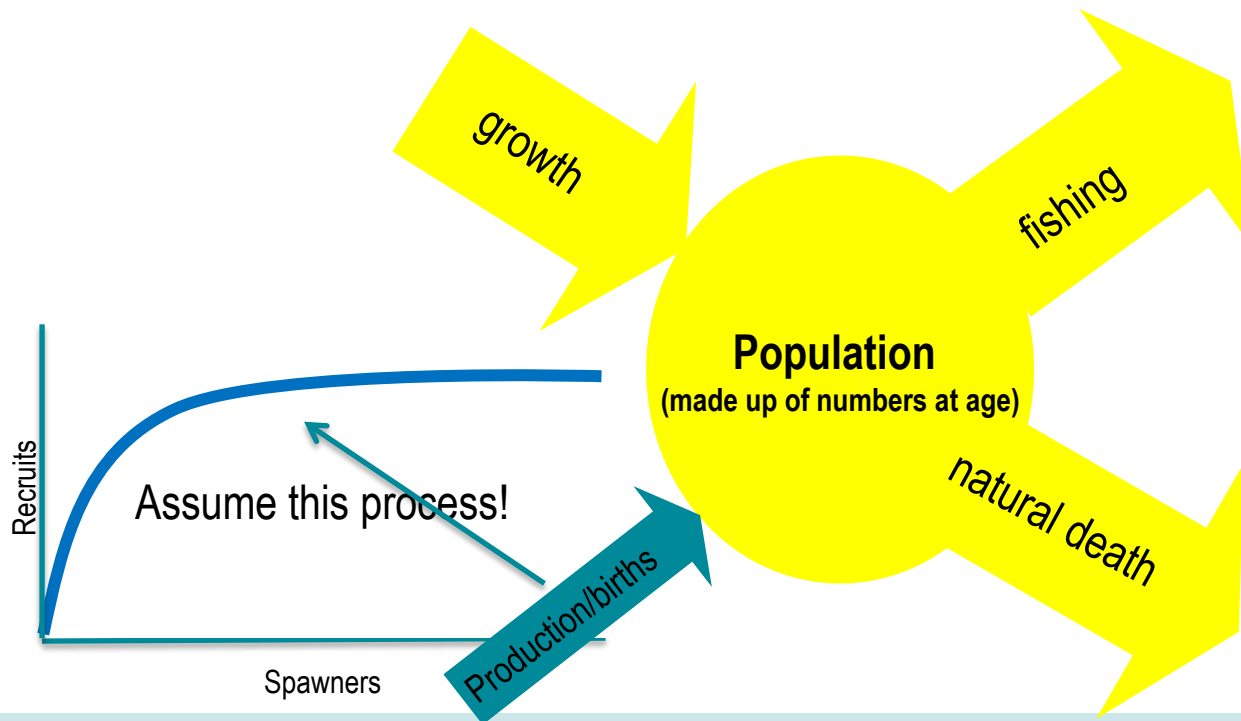 growth
fishing
Population
(made up of numbers at age)
natural death
Recruits
Assume this process!
Production/births
Spawners